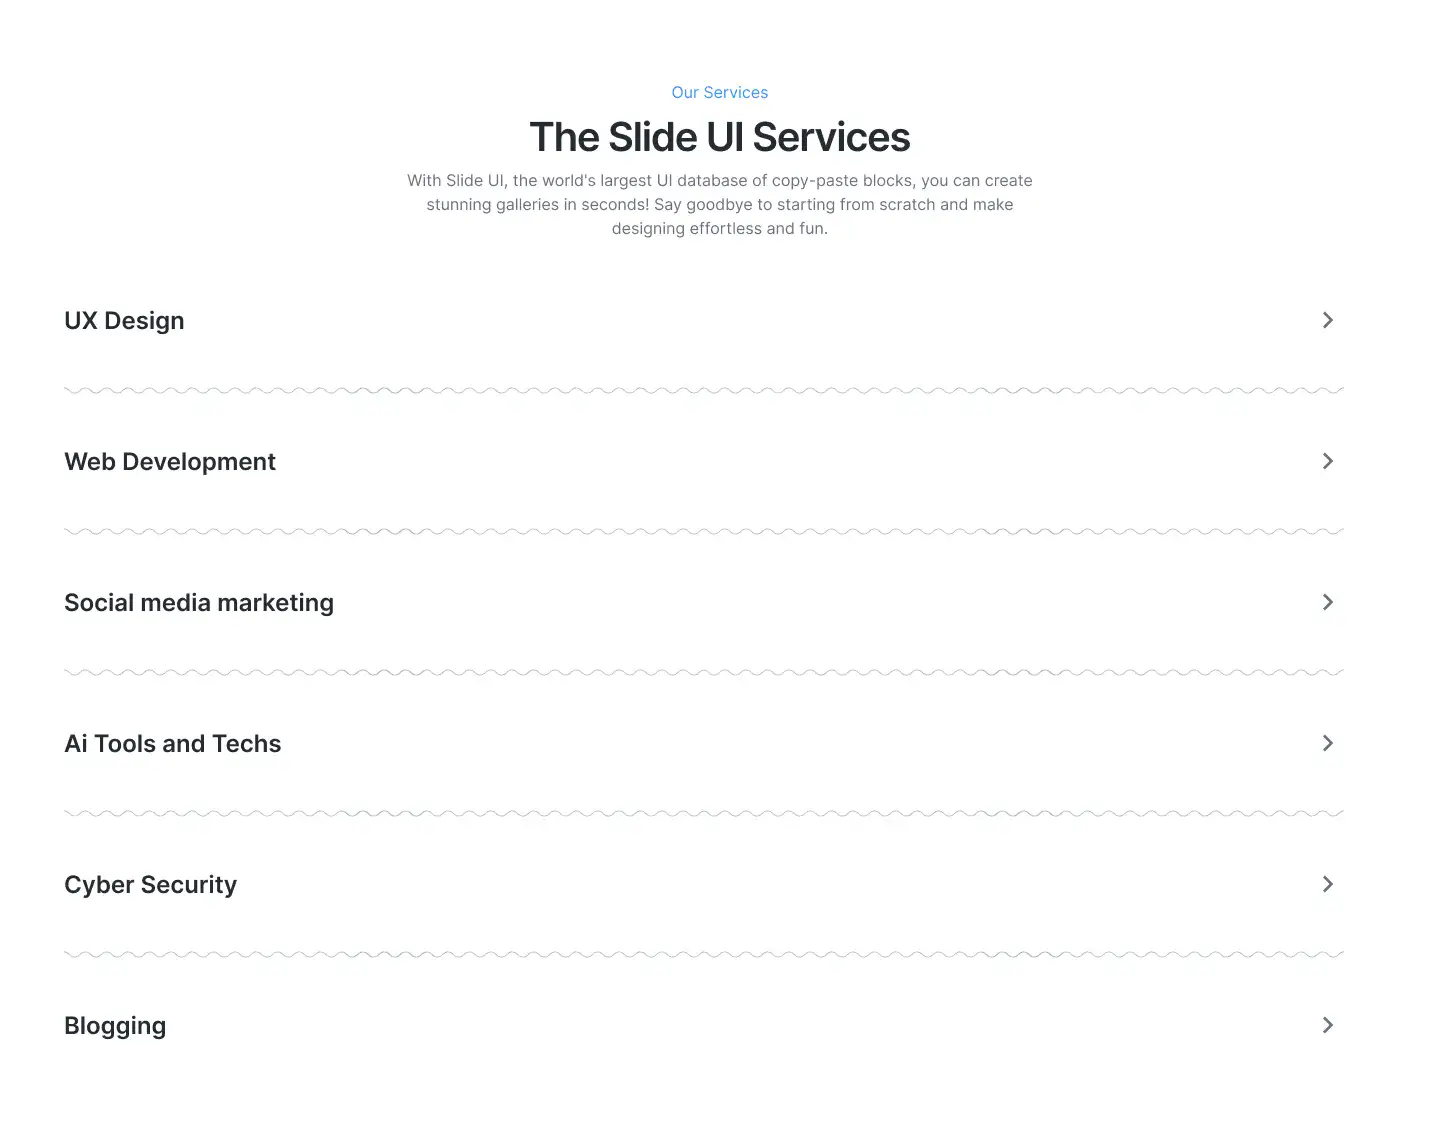 Our Services
The Slide UI Services
With Slide UI, the world's largest UI database of copy-paste blocks, you can create
stunning galleries in seconds! Say goodbye to starting from scratch and make
designing effortless and fun.
UX Design
Web Development
Social media marketing
Ai Tools and Techs
Cyber Security
Blogging